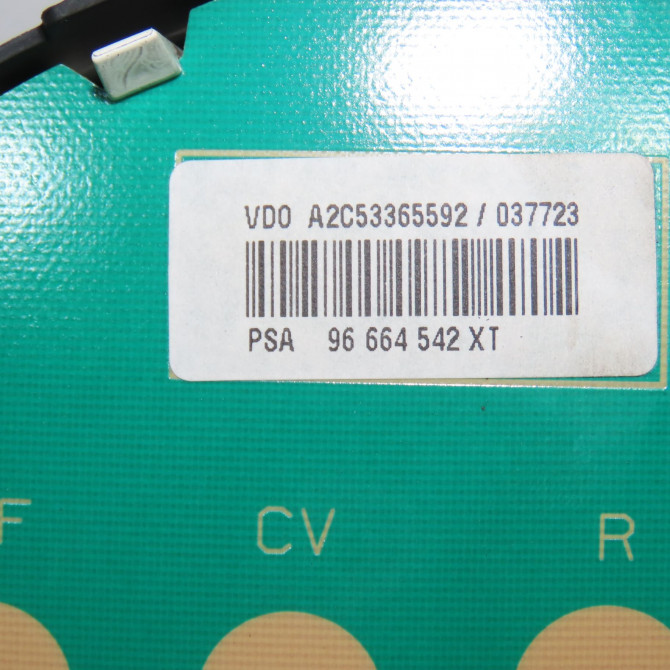 VDO A2C53365592 / 037723
PSA 96 664 542 XT
F CV R